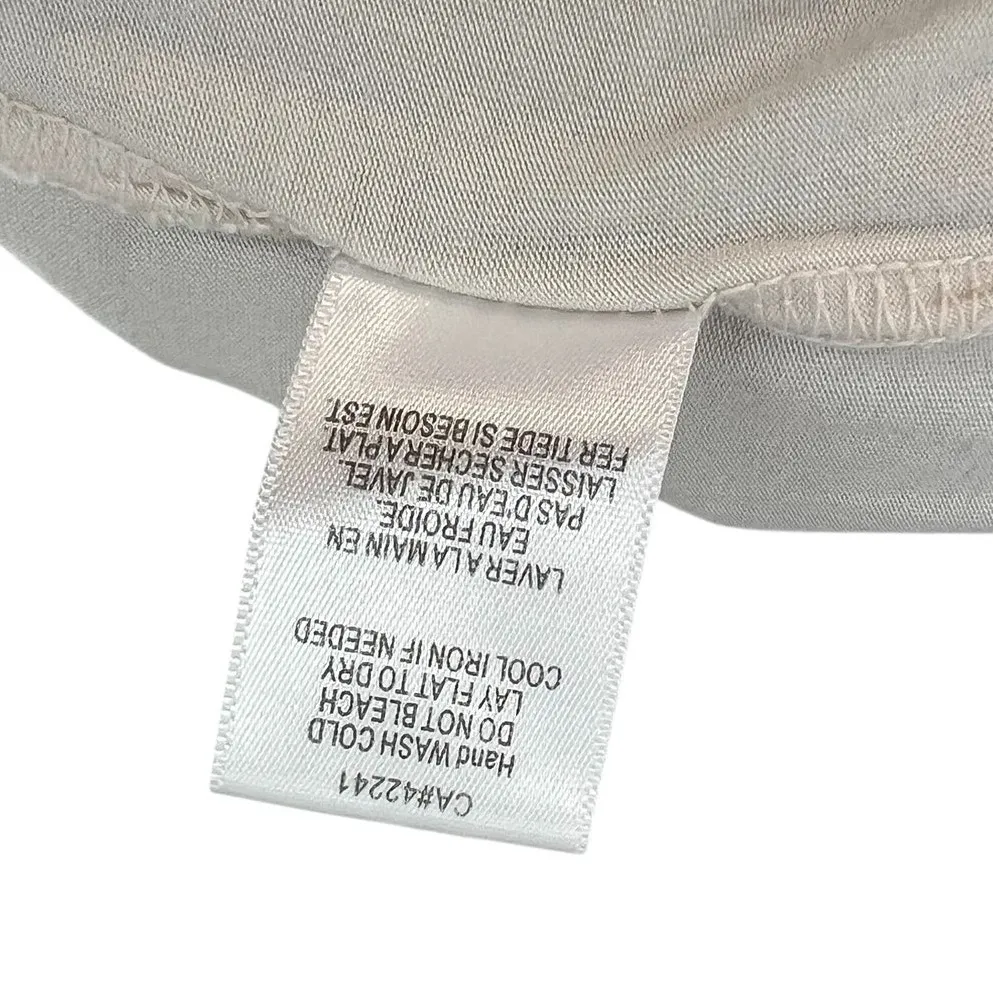 CA#42241
Hand WASH COLD
DO NOT BLEACH
LAY FLAT TO DRY
COOL IRON IF NEEDED
LAVER A LA MAIN EN
EAU FROIDE.
PAS D'EAU DE JAVEL.
LAISSER SECHER A PLAT
FER TIEDE SI BESOIN EST.